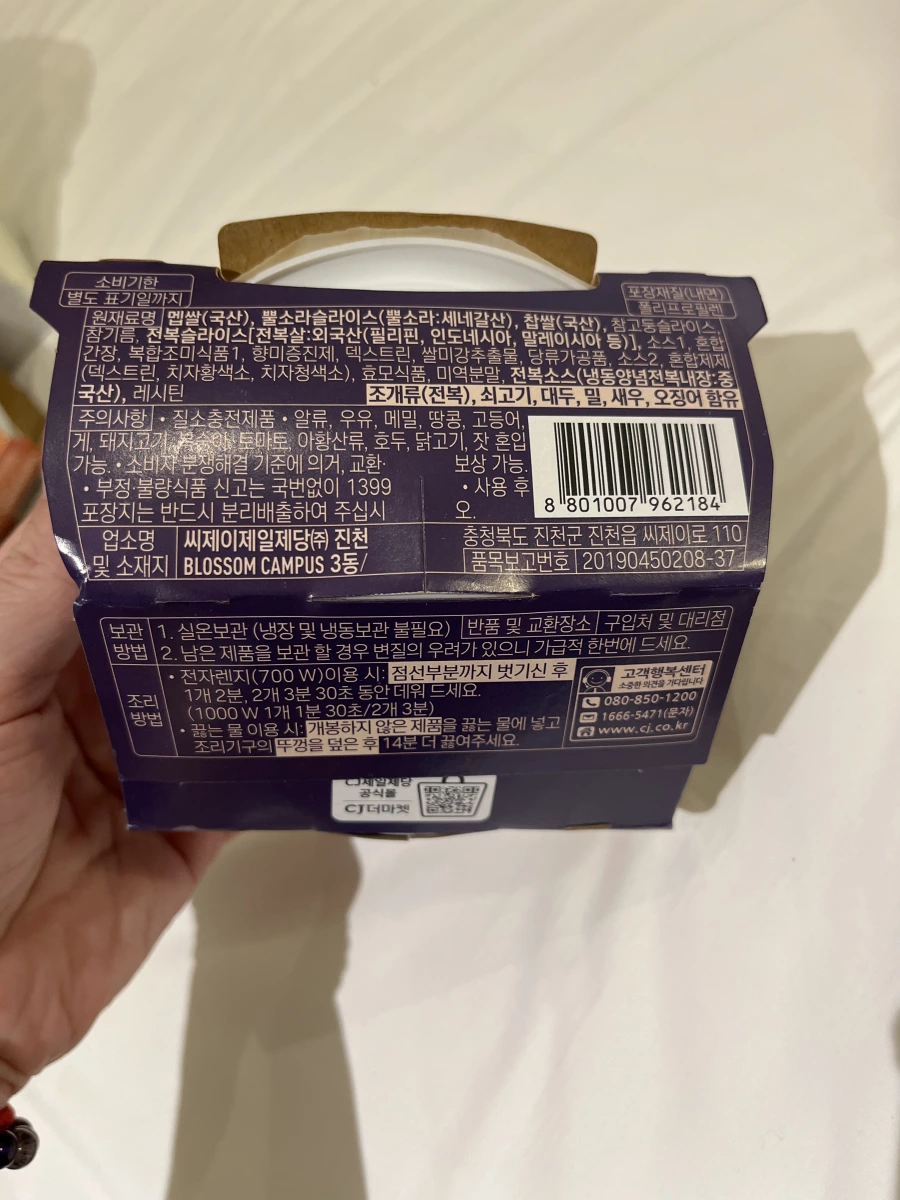 소비기한
별도 표기일까지
포장재질(내면)
폴리프로필렌
원재료명 멥쌀(국산), 뿔소라슬라이스(뿔소라:세네갈산), 찹쌀(국산), 참고둥슬라이스,
참기름, 전복슬라이스[전복살:외국산(필리핀, 인도네시아, 말레이시아 등)], 소스1, 혼합
간장, 복합조미식품1, 향미증진제, 덱스트린, 쌀미강추출물, 당류가공품, 소스2, 혼합제제
(덱스트린, 치자황색소, 치자청색소), 효모식품, 미역분말, 전복소스(냉동양념전복내장:중
국산), 레시틴 조개류(전복), 쇠고기, 대두, 밀, 새우, 오징어 함유
주의사항 • 질소충전제품 • 알류, 우유, 메밀, 땅콩, 고등어,
게, 돼지고기, 복숭아, 토마토, 아황산류, 호두, 닭고기, 잣 혼입
가능. • 소비자 분쟁해결 기준에 의거, 교환· 보상 가능.
• 부정·불량식품 신고는 국번없이 1399 • 사용 후
포장지는 반드시 분리배출하여 주십시오.
8 801007 962184
업소명 및 소재지 씨제이제일제당㈜ 진천 BLOSSOM CAMPUS 3동/
충청북도 진천군 진천읍 씨제이로 110
품목보고번호 20190450208-37
보관방법 1. 실온보관 (냉장 및 냉동보관 불필요) 반품 및 교환장소 구입처 및 대리점
2. 남은 제품을 보관 할 경우 변질의 우려가 있으니 가급적 한번에 드세요.
조리방법 • 전자레인지(700 W)이용 시: 점선부분까지 벗기신 후
1개 2분, 2개 3분 30초 동안 데워 드세요.
(1000 W 1개 1분 30초/2개 3분)
• 끓는 물 이용 시: 개봉하지 않은 제품을 끓는 물에 넣고
조리기구의 뚜껑을 덮은 후 14분 더 끓여주세요.
고객행복센터
소중한 의견을 기다립니다
080-850-1200
1666-5471(문자)
www.cj.co.kr
CJ제일제당
공식몰
CJ더마켓